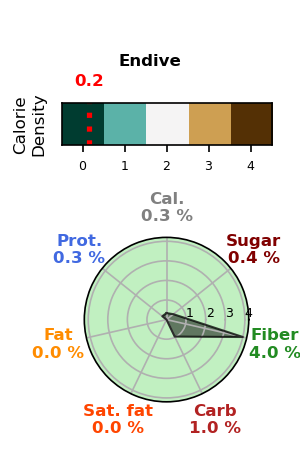 Endive
0.2
Calorie
Density
0 1 2 3 4
Cal.
0.3 %
Prot.
0.3 %
Sugar
0.4 %
1 2 3 4
Fat
0.0 %
Fiber
4.0 %
Sat. fat
0.0 %
Carb
1.0 %